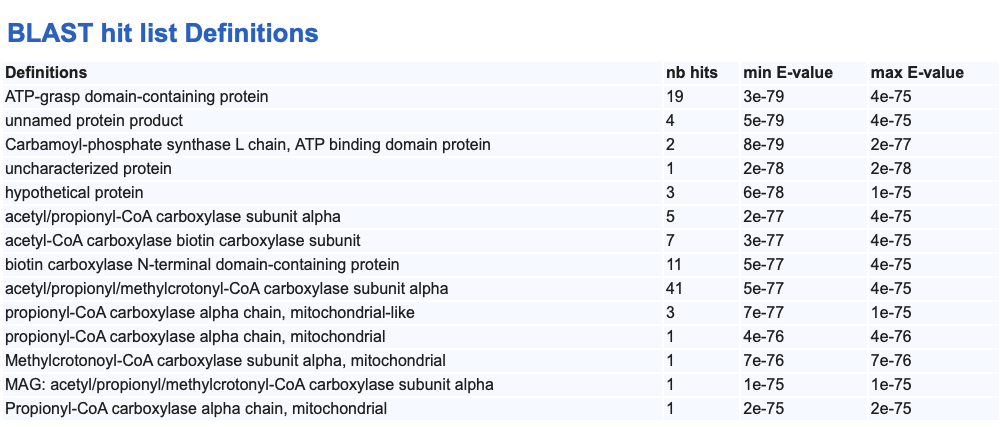 BLAST hit list Definitions
Definitions nb hits min E-value max E-value
ATP-grasp domain-containing protein 19 3e-79 4e-75
unnamed protein product 4 5e-79 4e-75
Carbamoyl-phosphate synthase L chain, ATP binding domain protein 2 8e-79 2e-77
uncharacterized protein 1 2e-78 2e-78
hypothetical protein 3 6e-78 1e-75
acetyl/propionyl-CoA carboxylase subunit alpha 5 2e-77 4e-75
acetyl-CoA carboxylase biotin carboxylase subunit 7 3e-77 4e-75
biotin carboxylase N-terminal domain-containing protein 11 5e-77 4e-75
acetyl/propionyl/methylcrotonyl-CoA carboxylase subunit alpha 41 5e-77 4e-75
propionyl-CoA carboxylase alpha chain, mitochondrial-like 3 7e-77 1e-75
propionyl-CoA carboxylase alpha chain, mitochondrial 1 4e-76 4e-76
Methylcrotonoyl-CoA carboxylase subunit alpha, mitochondrial 1 7e-76 7e-76
MAG: acetyl/propionyl/methylcrotonyl-CoA carboxylase subunit alpha 1 1e-75 1e-75
Propionyl-CoA carboxylase alpha chain, mitochondrial 1 2e-75 2e-75